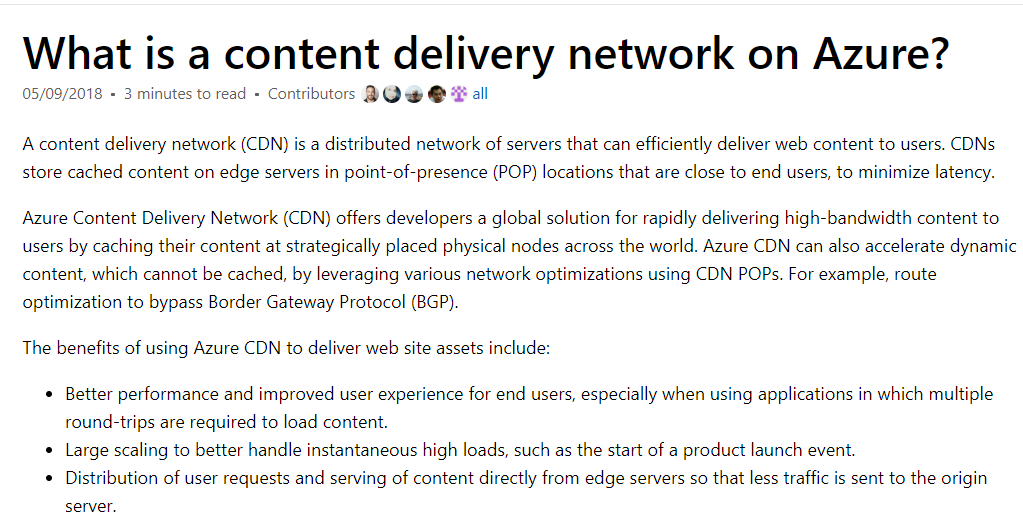 What is a content delivery network on Azure?
05/09/2018 • 3 minutes to read • Contributors all
A content delivery network (CDN) is a distributed network of servers that can efficiently deliver web content to users. CDNs
store cached content on edge servers in point-of-presence (POP) locations that are close to end users, to minimize latency.
Azure Content Delivery Network (CDN) offers developers a global solution for rapidly delivering high-bandwidth content to
users by caching their content at strategically placed physical nodes across the world. Azure CDN can also accelerate dynamic
content, which cannot be cached, by leveraging various network optimizations using CDN POPs. For example, route
optimization to bypass Border Gateway Protocol (BGP).
The benefits of using Azure CDN to deliver web site assets include:
• Better performance and improved user experience for end users, especially when using applications in which multiple
round-trips are required to load content.
• Large scaling to better handle instantaneous high loads, such as the start of a product launch event.
• Distribution of user requests and serving of content directly from edge servers so that less traffic is sent to the origin
server.